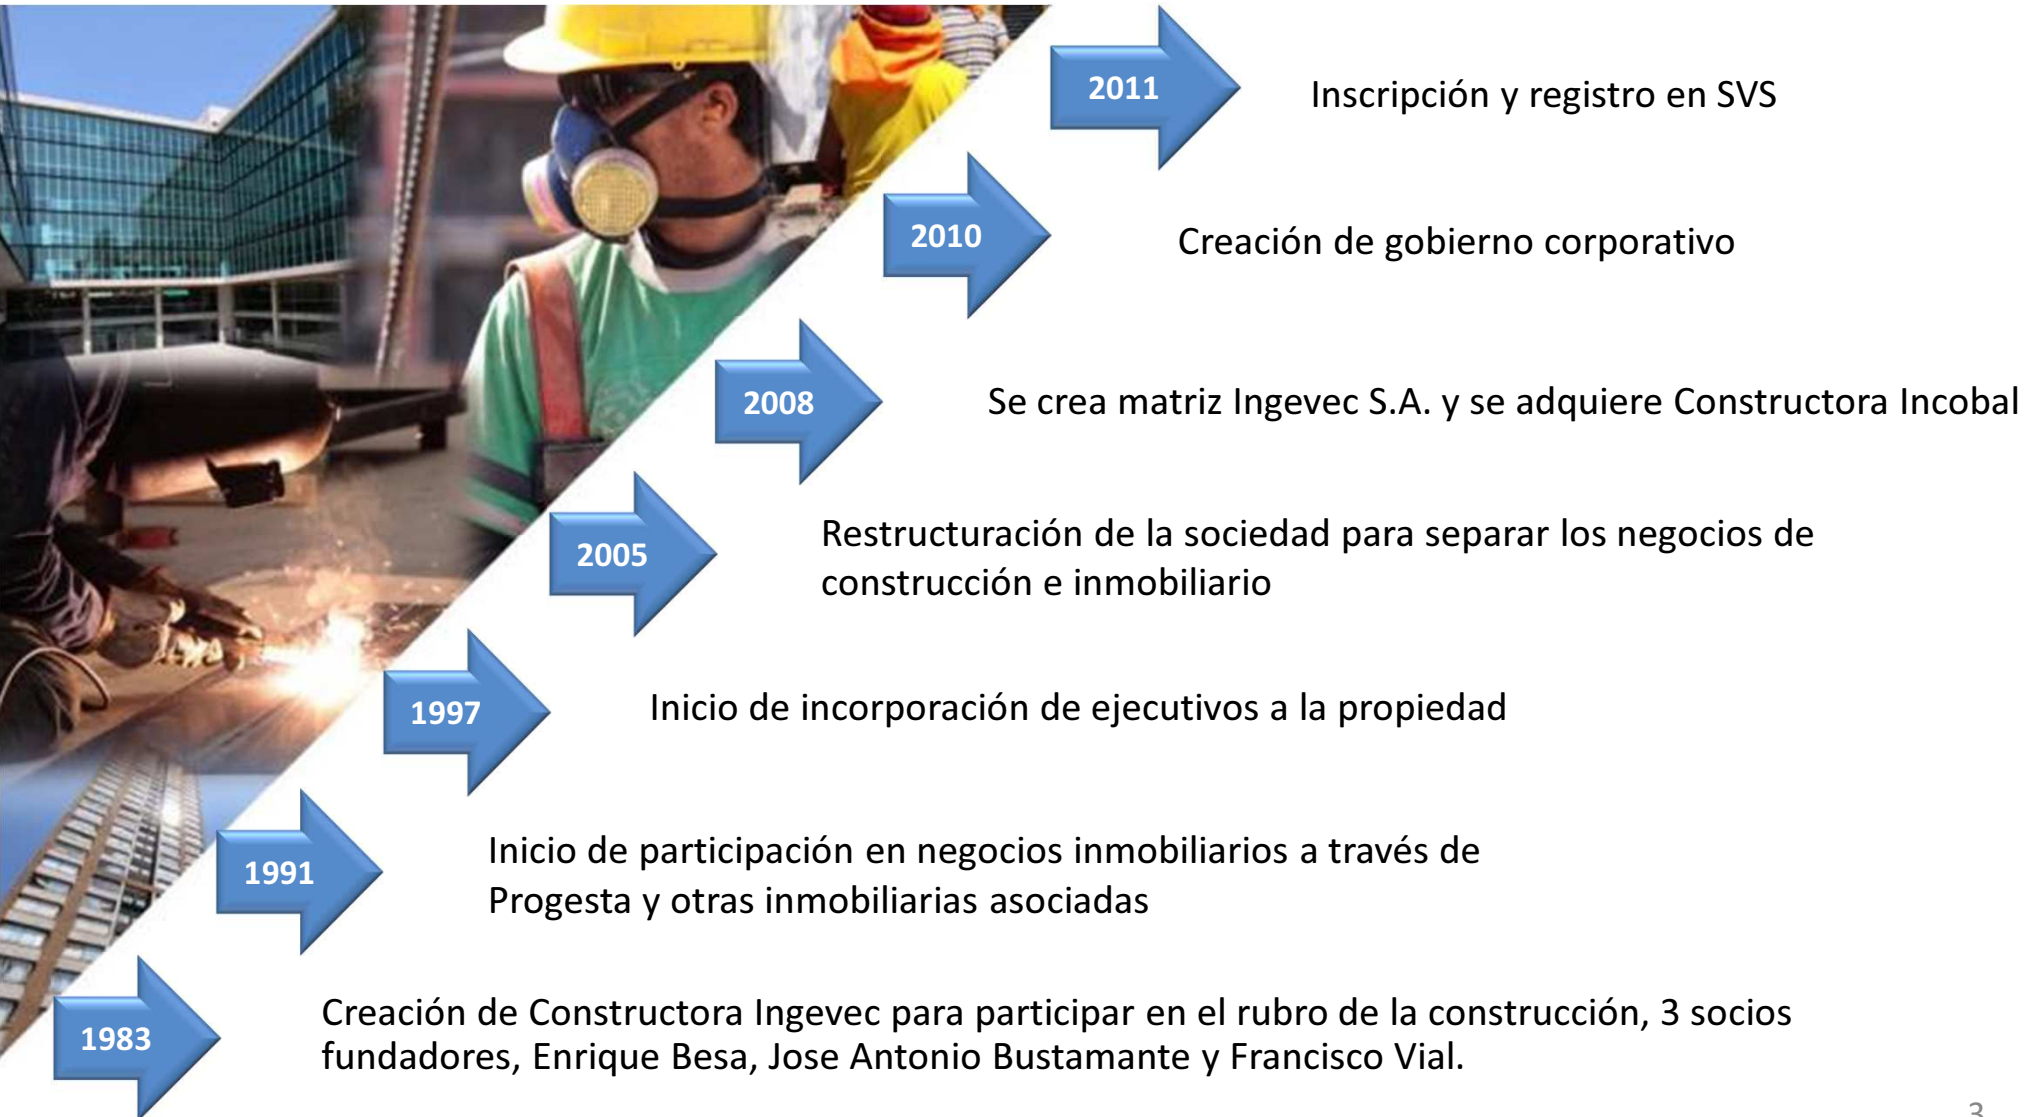 2011
Inscripción y registro en SVS
2010
Creación de gobierno corporativo
2008
Se crea matriz Ingevec S.A. y se adquiere Constructora Incobal
2005
Restructuración de la sociedad para separar los negocios de
construcción e inmobiliario
1997
Inicio de incorporación de ejecutivos a la propiedad
1991
Inicio de participación en negocios inmobiliarios a través de
Progesta y otras inmobiliarias asociadas
1983
Creación de Constructora Ingevec para participar en el rubro de la construcción, 3 socios
fundadores, Enrique Besa, Jose Antonio Bustamante y Francisco Vial.
3